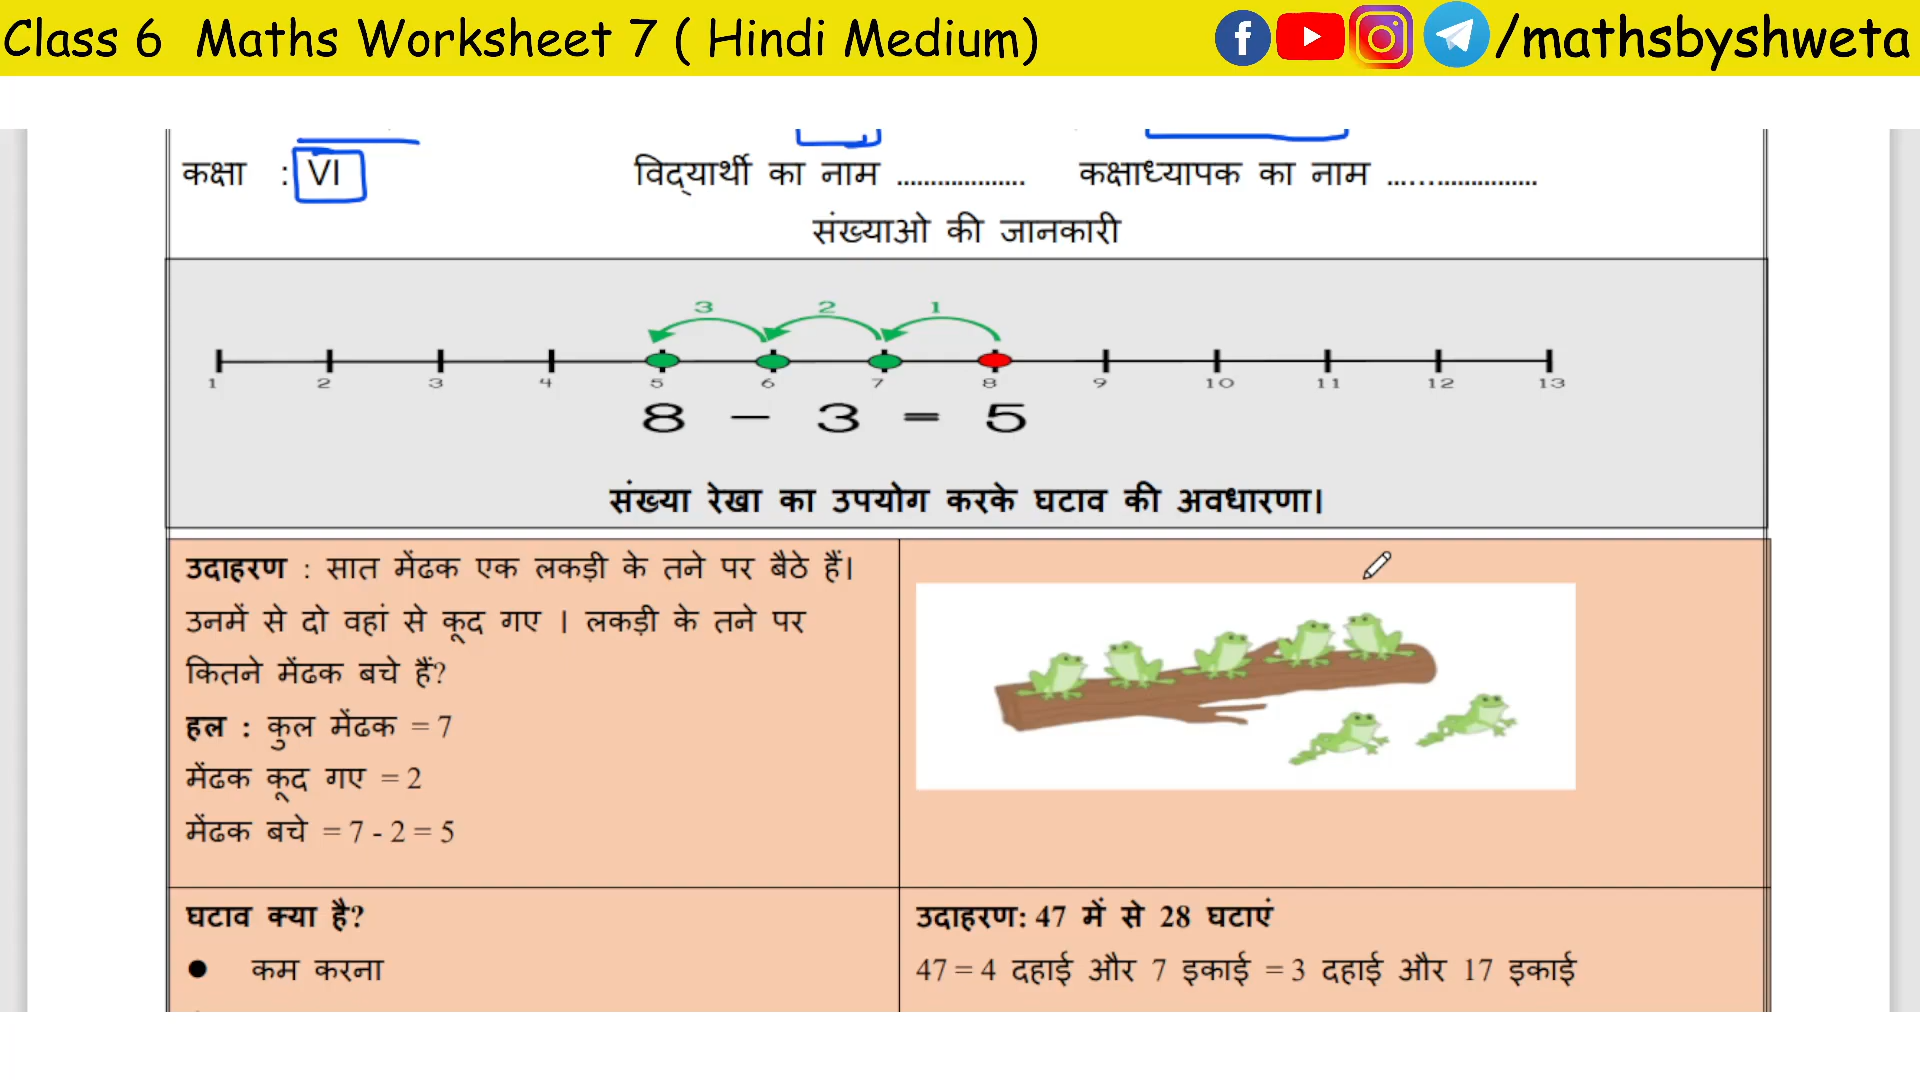 Class 6 Maths Worksheet 7 ( Hindi Medium)
/mathsbyshweta
कक्षा : VI विद्यार्थी का नाम ................... कक्षाध्यापक का नाम ......................
संख्याओ की जानकारी
3 2 1
1 2 3 4 5 6 7 8 9 10 11 12 13
8 - 3 = 5
संख्या रेखा का उपयोग करके घटाव की अवधारणा।
उदाहरण : सात मेंढक एक लकड़ी के तने पर बैठे हैं।
उनमें से दो वहां से कूद गए । लकड़ी के तने पर
कितने मेंढक बचे हैं?
हल : कुल मेंढक = 7
मेंढक कूद गए = 2
मेंढक बचे = 7 - 2 = 5
घटाव क्या है?
● कम करना
उदाहरण: 47 में से 28 घटाएं
47 = 4 दहाई और 7 इकाई = 3 दहाई और 17 इकाई